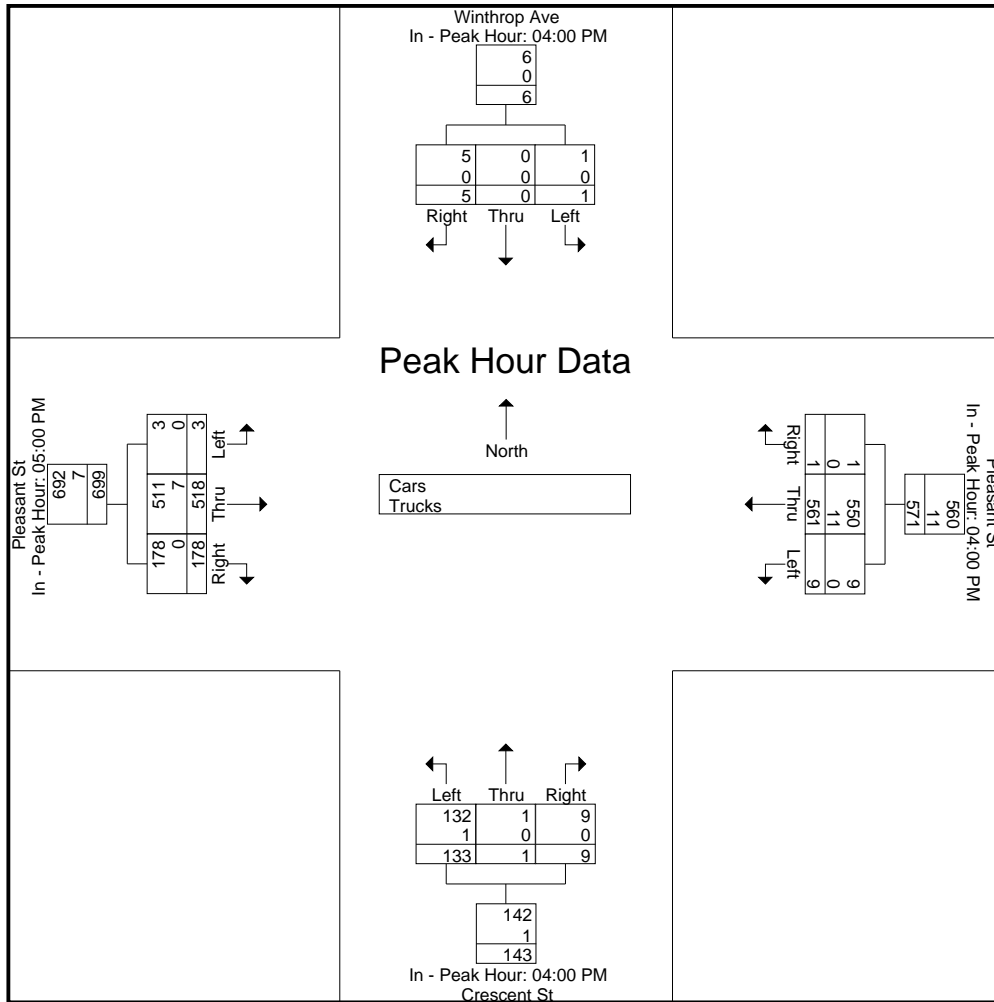 Winthrop Ave
In - Peak Hour: 04:00 PM
6
0
6
5 0 1
0 0 0
5 0 1
Right Thru Left
Peak Hour Data
North
Cars
Trucks
Pleasant St
In - Peak Hour: 05:00 PM
692
7
699
3 0 3
Left
511 7 518
Thru
178 0 178
Right
Right
1 0 1
Thru
561 11 550
Left
9 0 9
560
11
571
In - Peak Hour: 04:00 PM
Pleasant St
Left Thru Right
132 1 9
1 0 0
133 1 9
142
1
143
In - Peak Hour: 04:00 PM
Crescent St